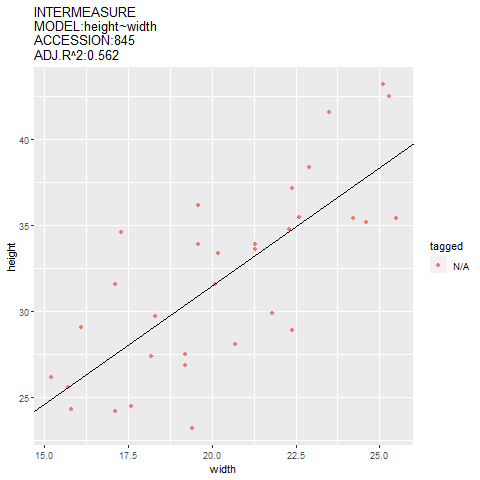 INTERMEASURE
MODEL:height~width
ACCESSION:845
ADJ.R^2:0.562
40
35
30
25
height
15.0 17.5 20.0 22.5 25.0
width
tagged
N/A